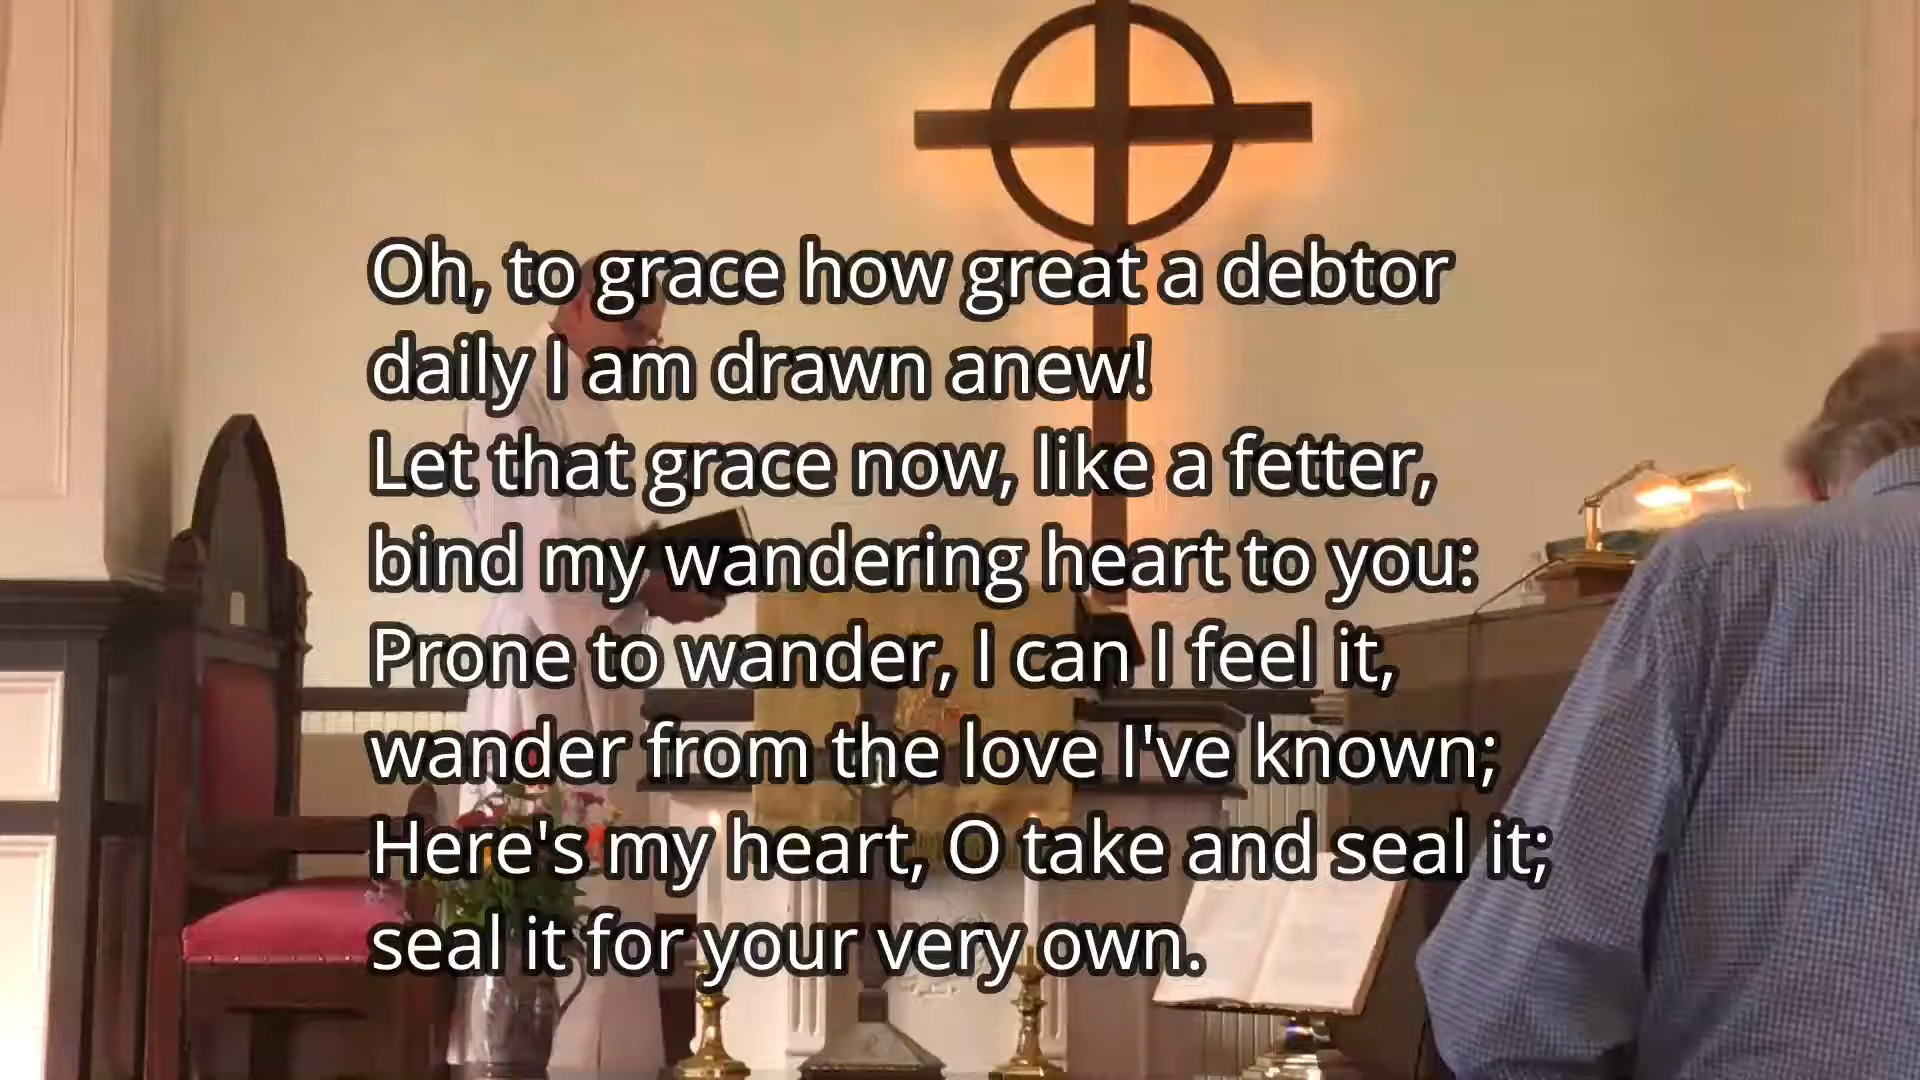 Oh, to grace how great a debtor
daily I am drawn anew!
Let that grace now, like a fetter,
bind my wandering heart to you:
Prone to wander, I can I feel it,
wander from the love I've known;
Here's my heart, O take and seal it;
seal it for your very own.